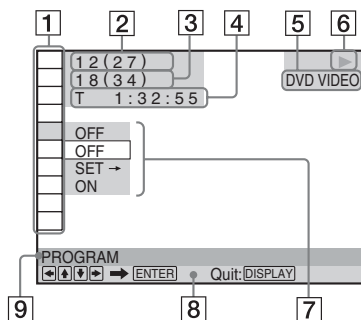 1 2 3 4 5 6
12(27)
18(34)
T 1:32:55
DVD VIDEO
OFF
OFF
SET →
ON
PROGRAM
← ↑ ↓ → ➡ ENTER Quit: DISPLAY
9 8 7